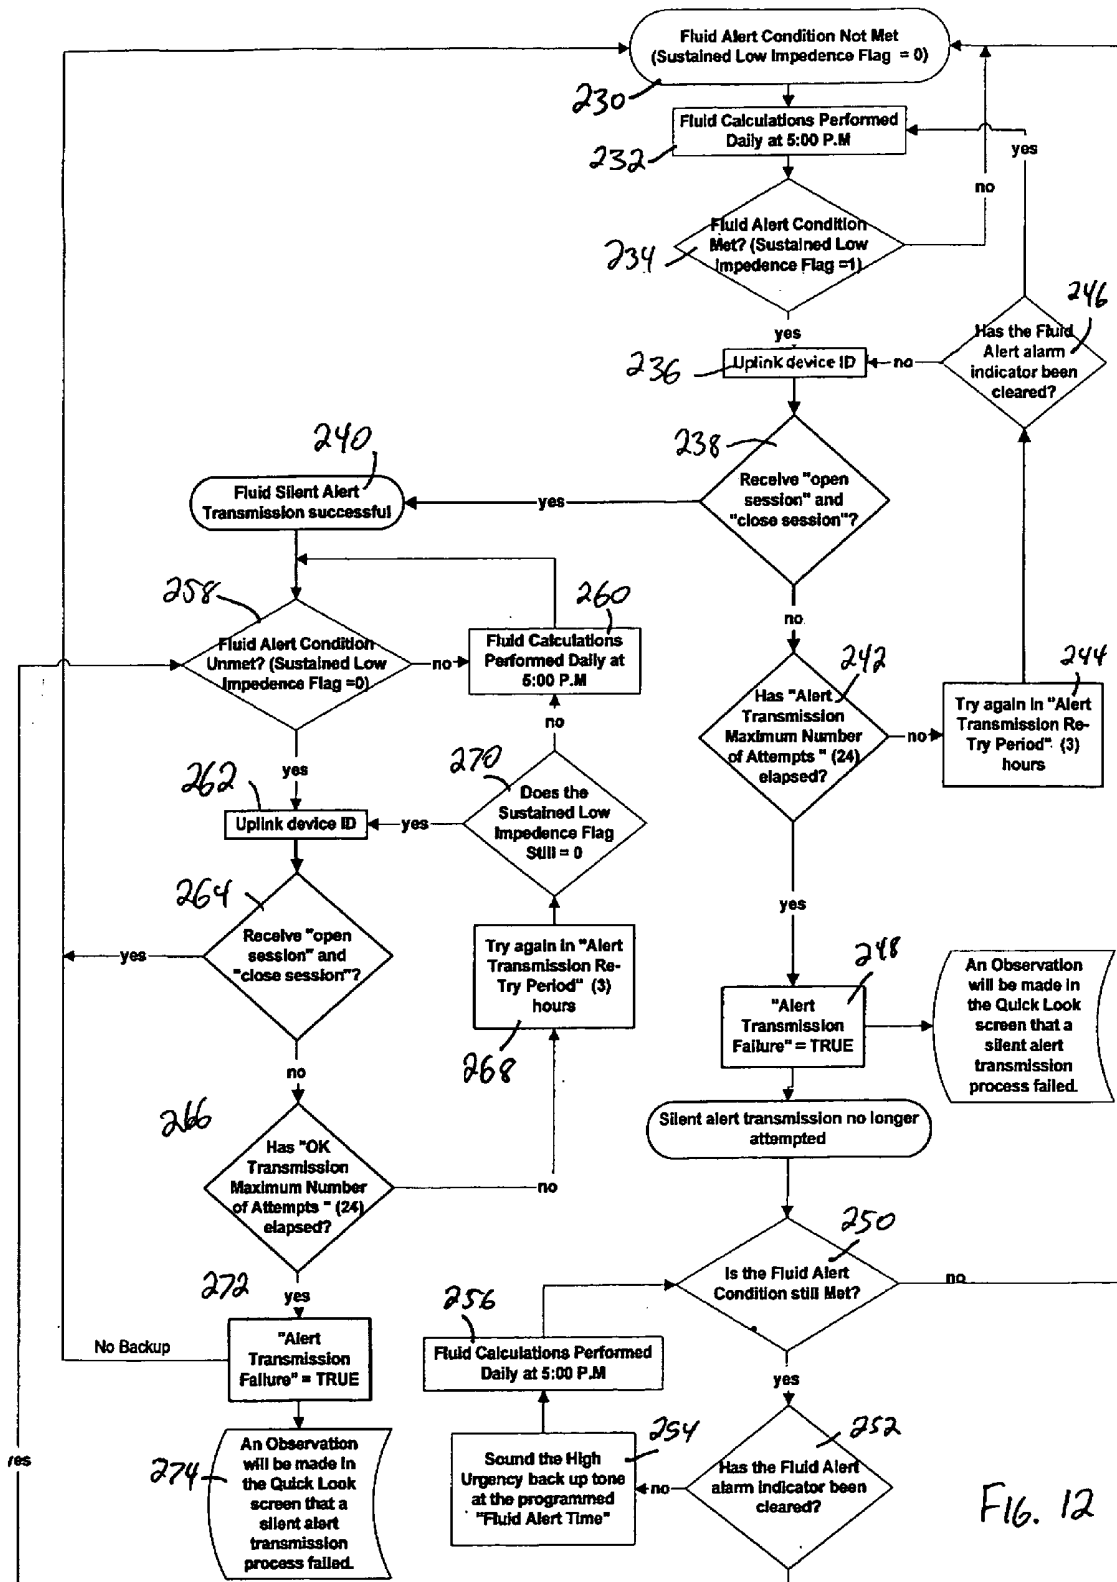 Fluid Alert Condition Not Met
(Sustained Low Impedence Flag = 0)
230
Fluid Calculations Performed
Daily at 5:00 P.M
232
yes
no
Fluid Alert Condition
Met? (Sustained Low
Impedence Flag =1)
234
246
Has the Fluid
Alert alarm
indicator been
cleared?
yes
236
Uplink device ID
no
240
238
Fluid Silent Alert
Transmission successful
yes
Receive "open
session" and
"close session"?
258
260
no
Fluid Alert Condition
Unmet? (Sustained Low
Impedence Flag =0)
no
Fluid Calculations
Performed Daily at
5:00 P.M
242
244
Has "Alert
Transmission
Maximum Number
of Attempts " (24)
elapsed?
no
Try again in "Alert
Transmission Re-
Try Period" (3)
hours
no
yes
262
270
Uplink device ID
yes
Does the
Sustained Low
Impedence Flag
Still = 0
264
yes
yes
Receive "open
session" and
"close session"?
Try again in "Alert
Transmission Re-
Try Period" (3)
hours
268
248
"Alert
Transmission
Failure" = TRUE
An Observation
will be made in
the Quick Look
screen that a
silent alert
transmission
process failed.
no
266
Has "OK
Transmission
Maximum Number
of Attempts " (24)
elapsed?
no
Silent alert transmission no longer
attempted
250
Is the Fluid Alert
Condition still Met?
no
272
yes
256
No Backup
"Alert
Transmission
Failure" = TRUE
Fluid Calculations Performed
Daily at 5:00 P.M
yes
252
254
yes
274
An Observation
will be made in
the Quick Look
screen that a
silent alert
transmission
process failed.
Sound the High
Urgency back up tone
at the programmed
"Fluid Alert Time"
no
Has the Fluid Alert
alarm indicator been
cleared?
FIG. 12